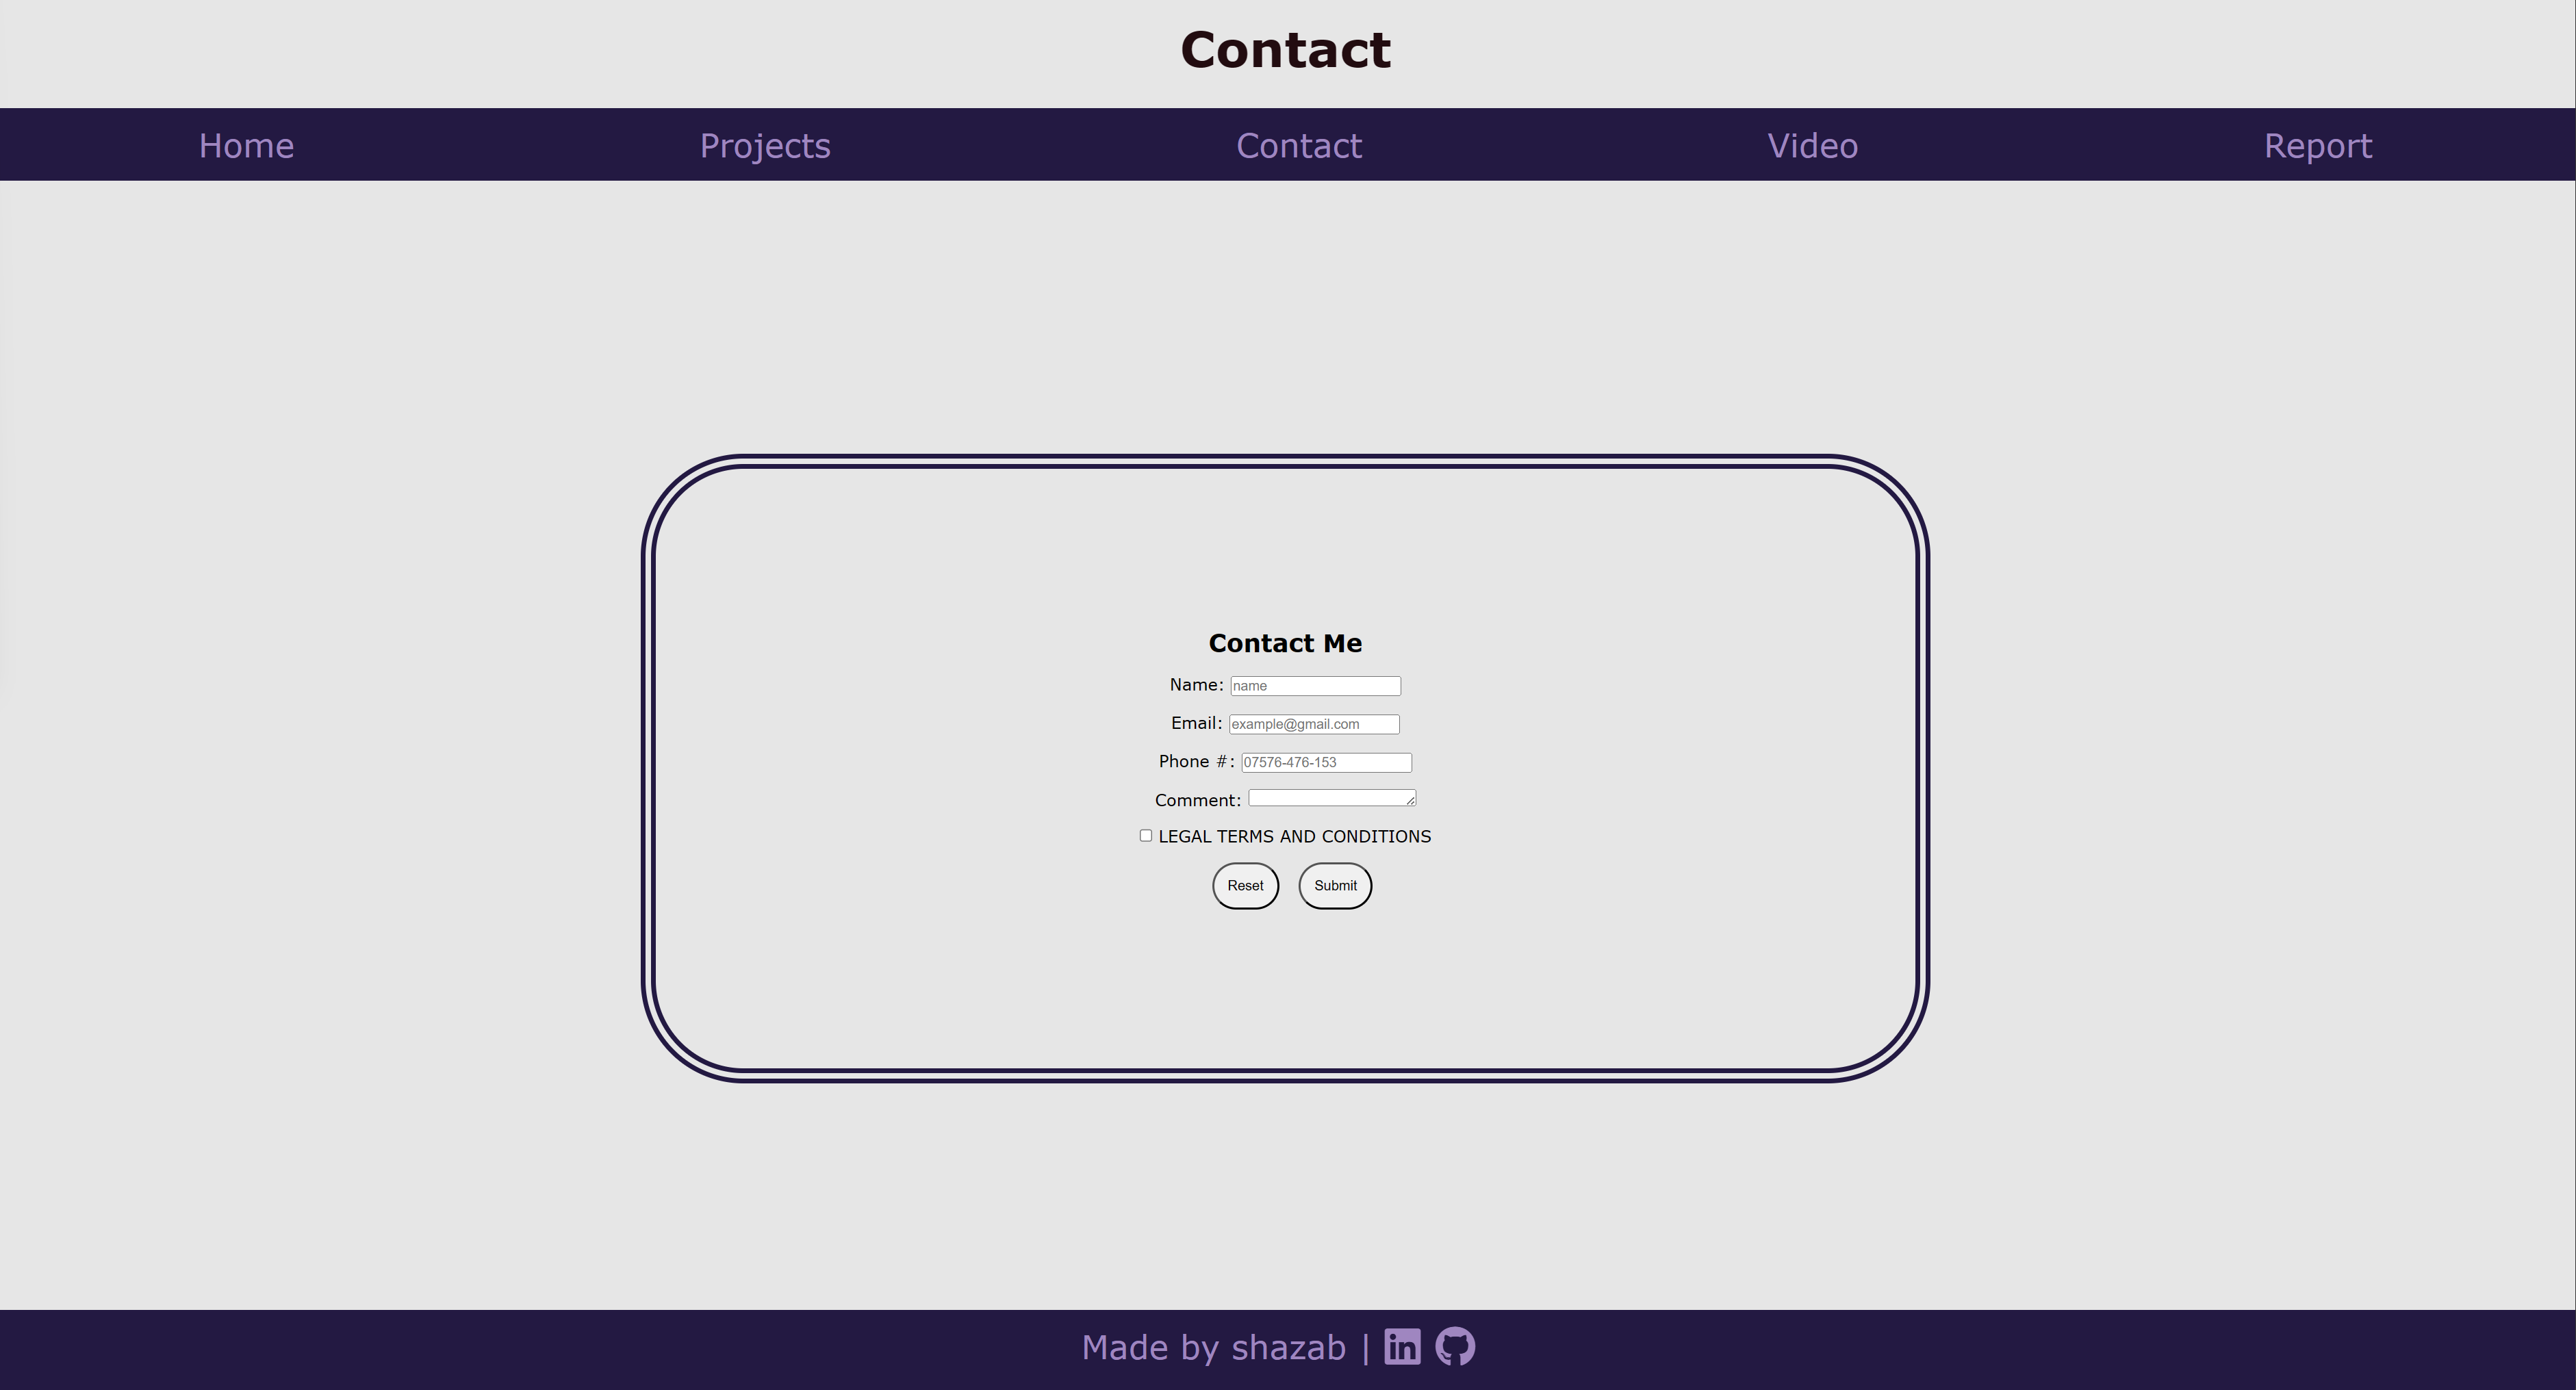 Contact
Home Projects Contact Video Report
Contact Me
Name: name
Email: example@gmail.com
Phone #: 07576-476-153
Comment:
LEGAL TERMS AND CONDITIONS
Reset Submit
Made by shazab | in